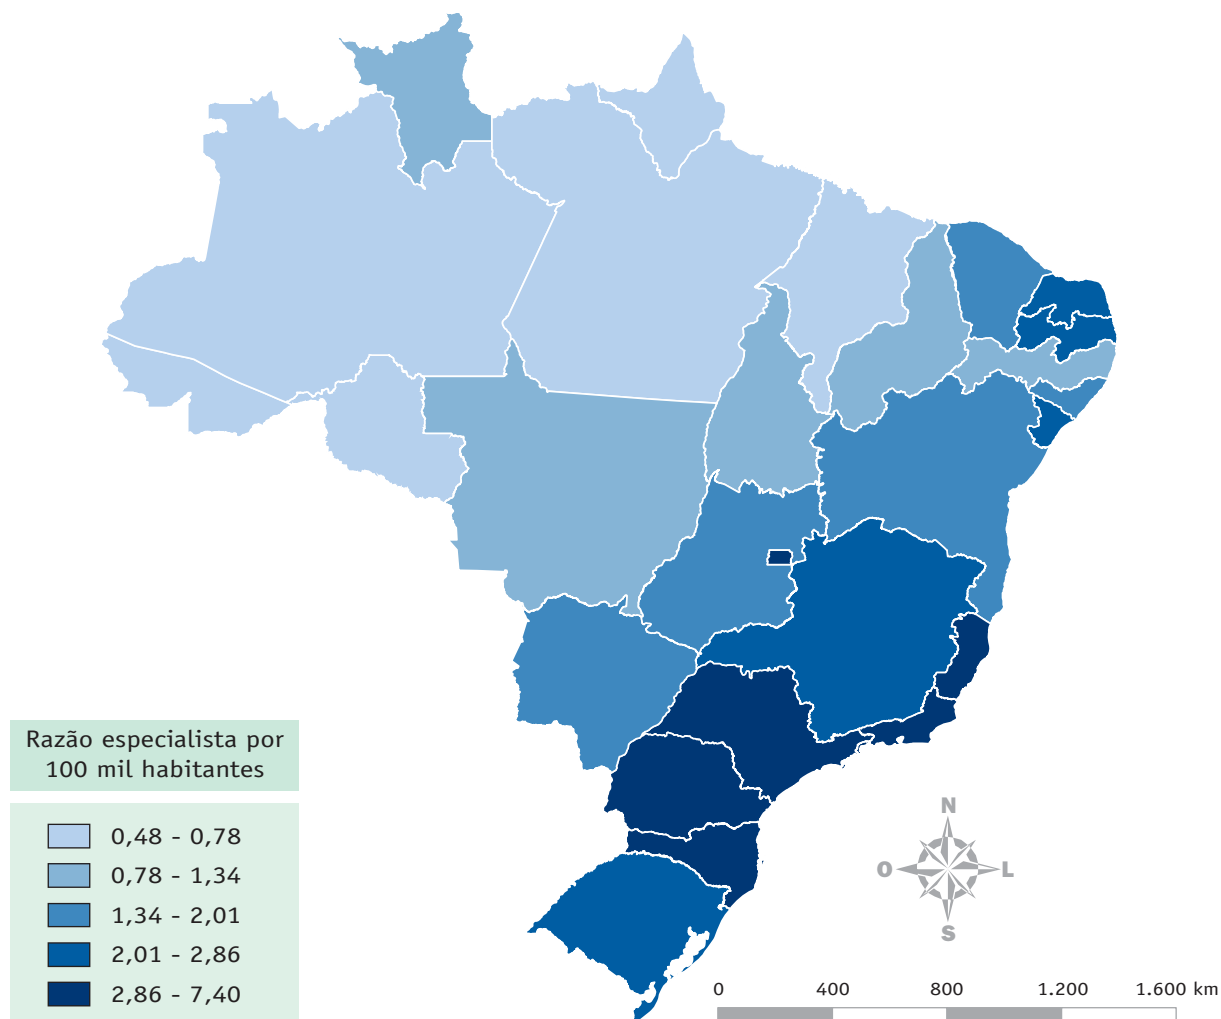 Razão especialista por
100 mil habitantes
0,48 - 0,78
0,78 - 1,34
1,34 - 2,01
2,01 - 2,86
2,86 - 7,40
N
O
L
S
0 400 800 1.200 1.600 km